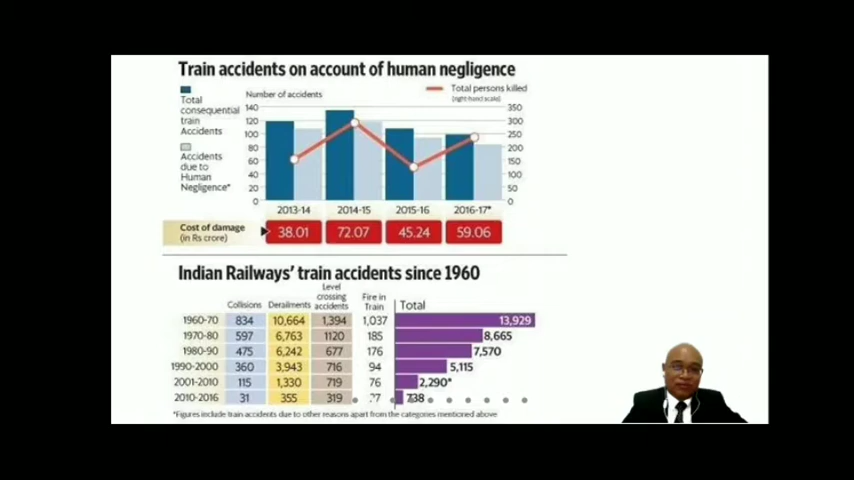 Train accidents on account of human negligence
Total
consequential
train
Accidents
Accidents
due to
Human
Negligence*
Number of accidents
Total persons killed
(right-hand scale)
140
120
100
80
60
40
20
0
350
300
250
200
150
100
50
0
2013-14 2014-15 2015-16 2016-17*
Cost of damage
(in Rs crore)
38.01 72.07 45.24 59.06
Indian Railways' train accidents since 1960
Collisions Derailments Level crossing accidents Fire in Train Total
1960-70 834 10,664 1,394 1,037 13,929
1970-80 597 6,763 1120 185 8,665
1980-90 475 6,242 677 176 7,570
1990-2000 360 3,943 716 94 5,115
2001-2010 115 1,330 719 76 2,290*
2010-2016 31 355 319 738
*Figures include train accidents due to other reasons apart from the categories mentioned above